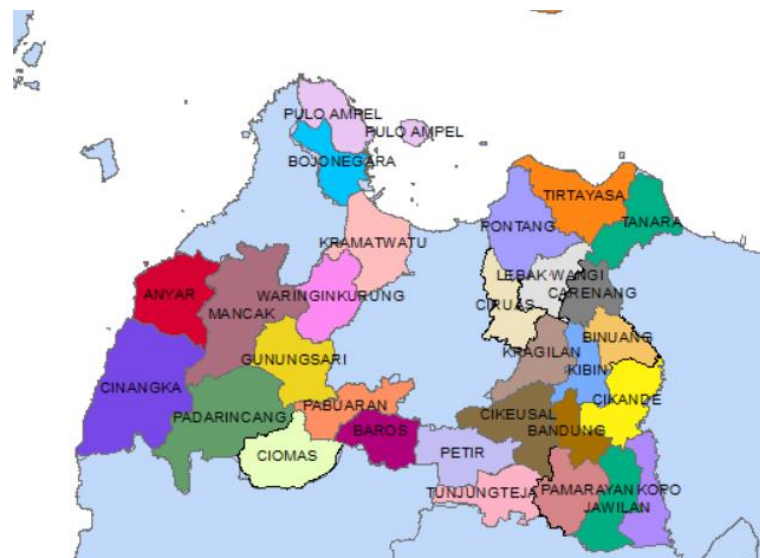 PULO AMPEL
PULO AMPEL
BOJONEGARA
TIRTAYASA
PONTANG
TANARA
KRAMATWATU
LEBAK WANGI
ANYAR
WARINGINKURUNG
CIRUAS
CARENANG
MANCAK
BINUANG
KRAGILAN
GUNUNGSARI
KIBIN
CINANGKA
CIKANDE
PABUARAN
PADARINCANG
CIKEUSAL
BAROS
BANDUNG
CIOMAS
PETIR
TUNJUNGTEJA
PAMARAYAN
KOPO
JAWILAN